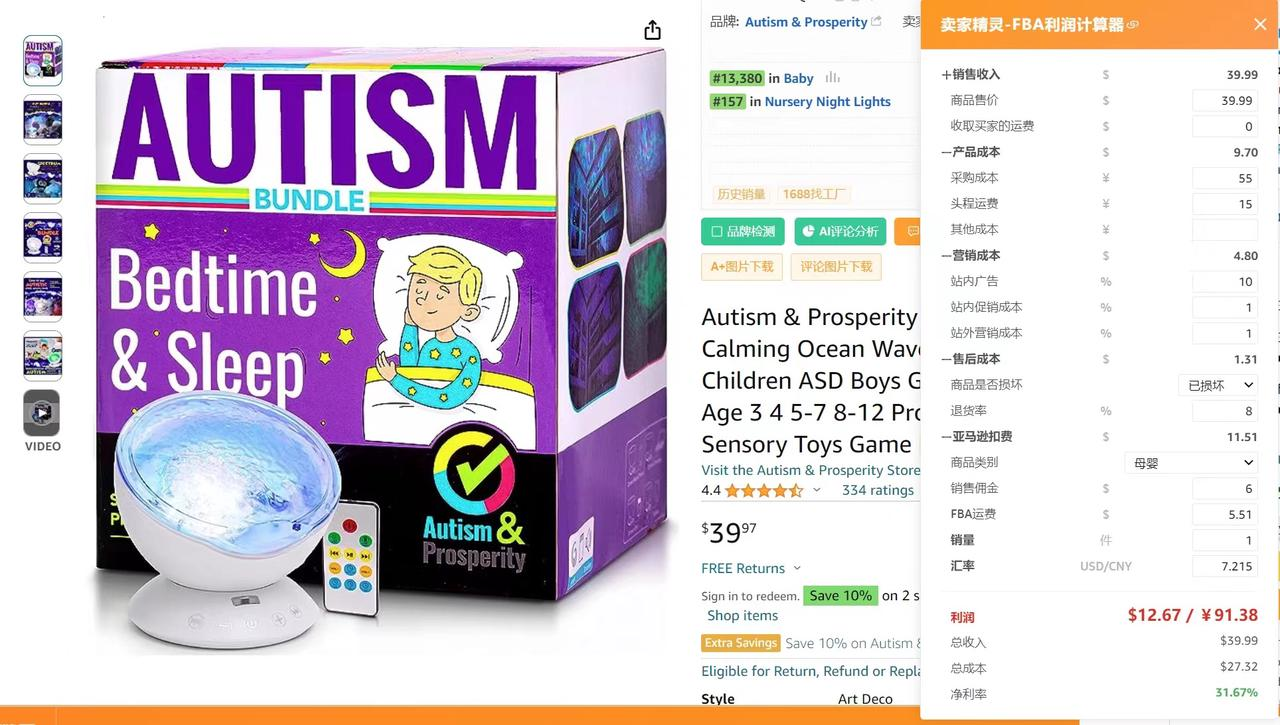 AUTISM
BUNDLE
Bedtime
& Sleep
Autism &
Prosperity
VIDEO
品牌: Autism & Prosperity
#13,380 in Baby
#157 in Nursery Night Lights
历史销量 1688找工厂
品牌检测 AI评论分析
A+图片下载 评论图片下载
Autism & Prosperity
Calming Ocean Wav
Children ASD Boys G
Age 3 4 5-7 8-12 Pro
Sensory Toys Game
Visit the Autism & Prosperity Store
4.4 334 ratings
$39 97
FREE Returns
Sign in to redeem. Save 10% on 2 s
Shop items
Extra Savings Save 10% on Autism &
Eligible for Return, Refund or Repla
Style Art Deco
卖家精灵-FBA利润计算器
+销售收入 $ 39.99
商品售价 $ 39.99
收取买家的运费 $ 0
—产品成本 $ 9.70
采购成本 ¥ 55
头程运费 ¥ 15
其他成本 ¥
—营销成本 $ 4.80
站内广告 % 10
站内促销成本 % 1
站外营销成本 % 1
—售后成本 $ 1.31
商品是否损坏 已损坏
退货率 % 8
—亚马逊扣费 $ 11.51
商品类别 母婴
销售佣金 $ 6
FBA运费 $ 5.51
销量 件 1
汇率 USD/CNY 7.215
利润 $12.67 / ¥91.38
总收入 $39.99
总成本 $27.32
净利率 31.67%